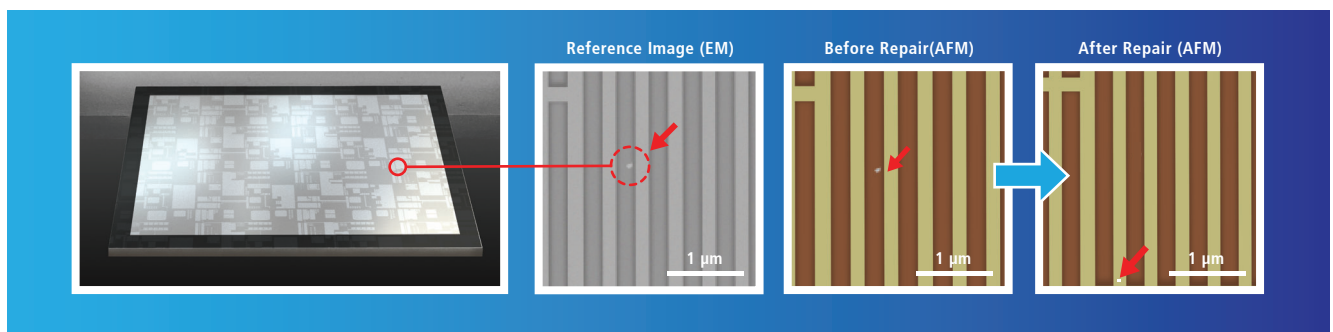 Reference Image (EM)
Before Repair(AFM)
After Repair (AFM)
1 µm
1 µm
1 µm